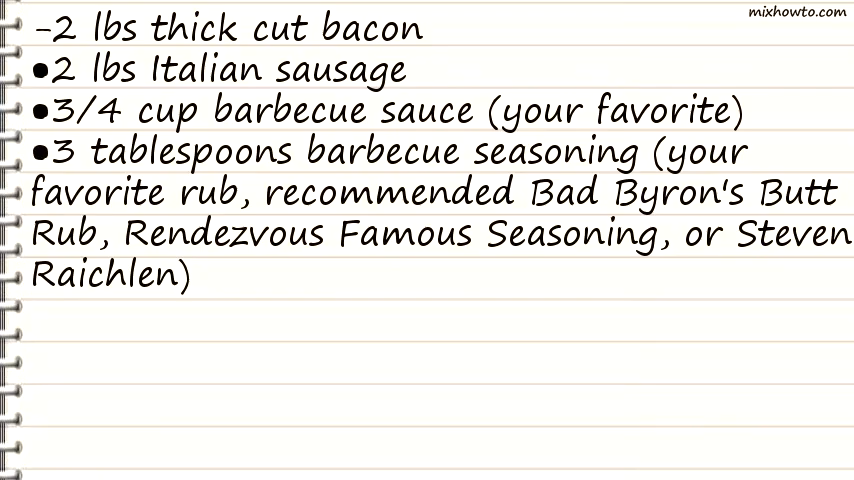 mixhowto.com
-2 lbs thick cut bacon
•2 lbs Italian sausage
•3/4 cup barbecue sauce (your favorite)
•3 tablespoons barbecue seasoning (your
favorite rub, recommended Bad Byron's Butt
Rub, Rendezvous Famous Seasoning, or Steven
Raichlen)